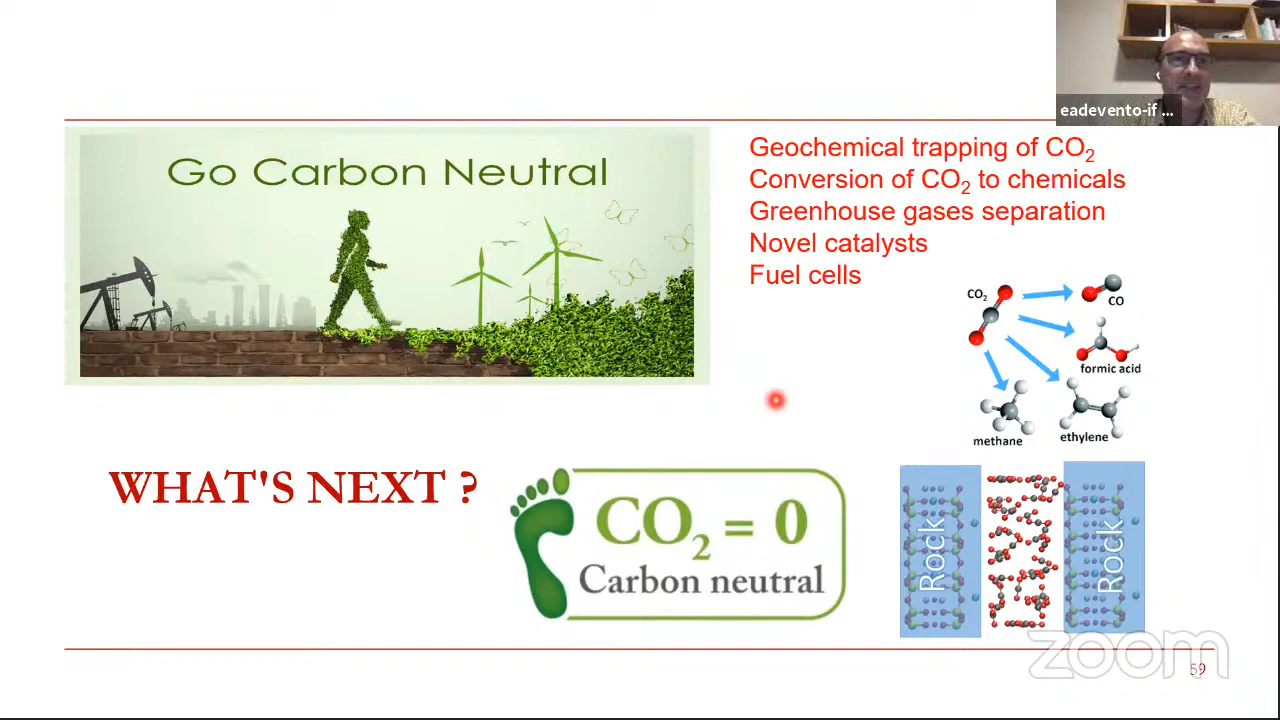 eadevento-if ...
Go Carbon Neutral
Geochemical trapping of CO₂
Conversion of CO₂ to chemicals
Greenhouse gases separation
Novel catalysts
Fuel cells
CO₂
CO
formic acid
methane
ethylene
WHAT'S NEXT ?
CO₂ = 0
Carbon neutral
Rock
Rock
zoom
59